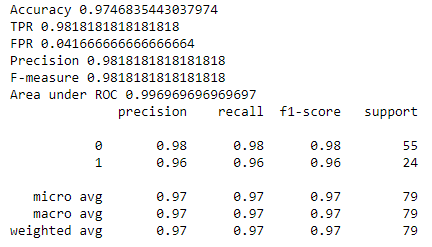 Accuracy 0.9746835443037974
TPR 0.9818181818181818
FPR 0.041666666666666664
Precision 0.9818181818181818
F-measure 0.9818181818181818
Area under ROC 0.996969696969697
precision recall f1-score support
0 0.98 0.98 0.98 55
1 0.96 0.96 0.96 24
micro avg 0.97 0.97 0.97 79
macro avg 0.97 0.97 0.97 79
weighted avg 0.97 0.97 0.97 79